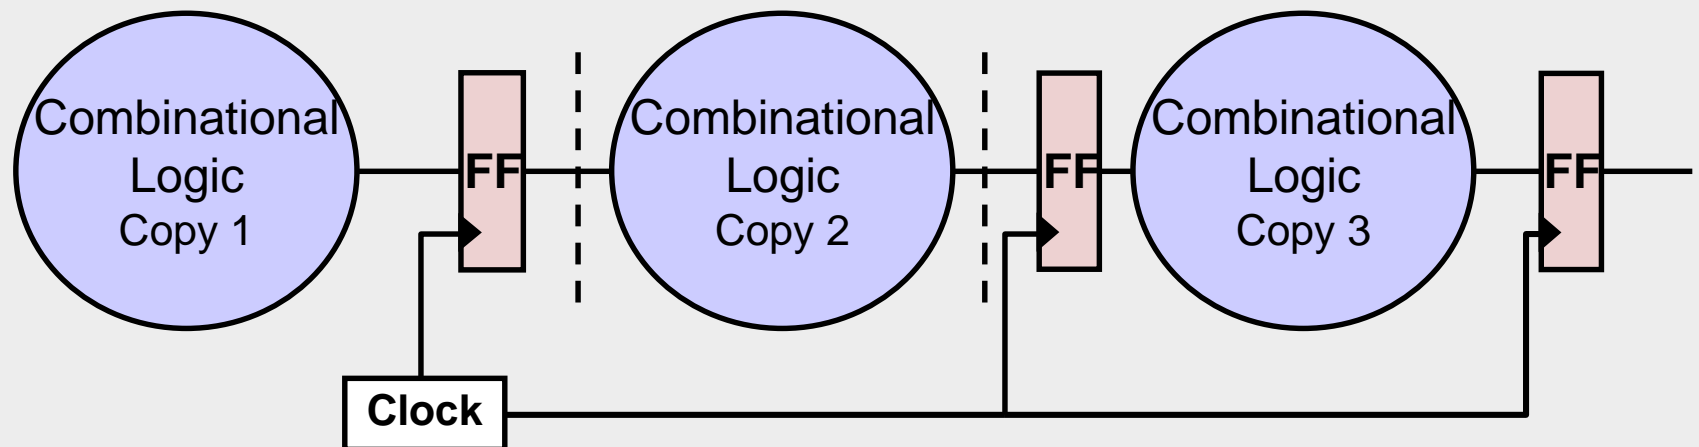 Combinational
Logic
Copy 1
FF
Combinational
Logic
Copy 2
FF
Combinational
Logic
Copy 3
FF
Clock